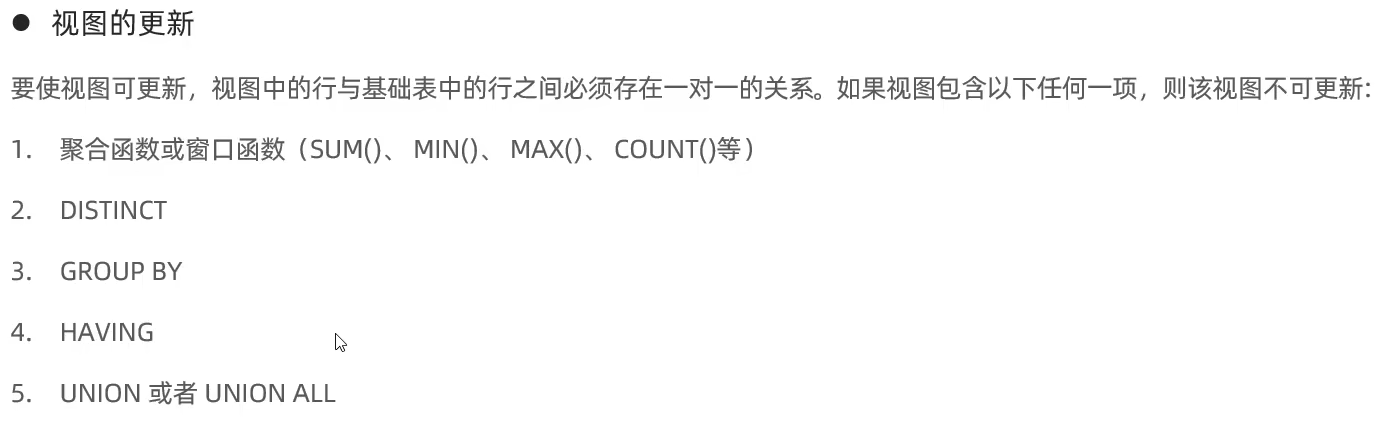 ● 视图的更新
要使视图可更新，视图中的行与基础表中的行之间必须存在一对一的关系。如果视图包含以下任何一项，则该视图不可更新:
1. 聚合函数或窗口函数（SUM()、 MIN()、 MAX()、 COUNT()等）
2. DISTINCT
3. GROUP BY
4. HAVING
5. UNION 或者 UNION ALL